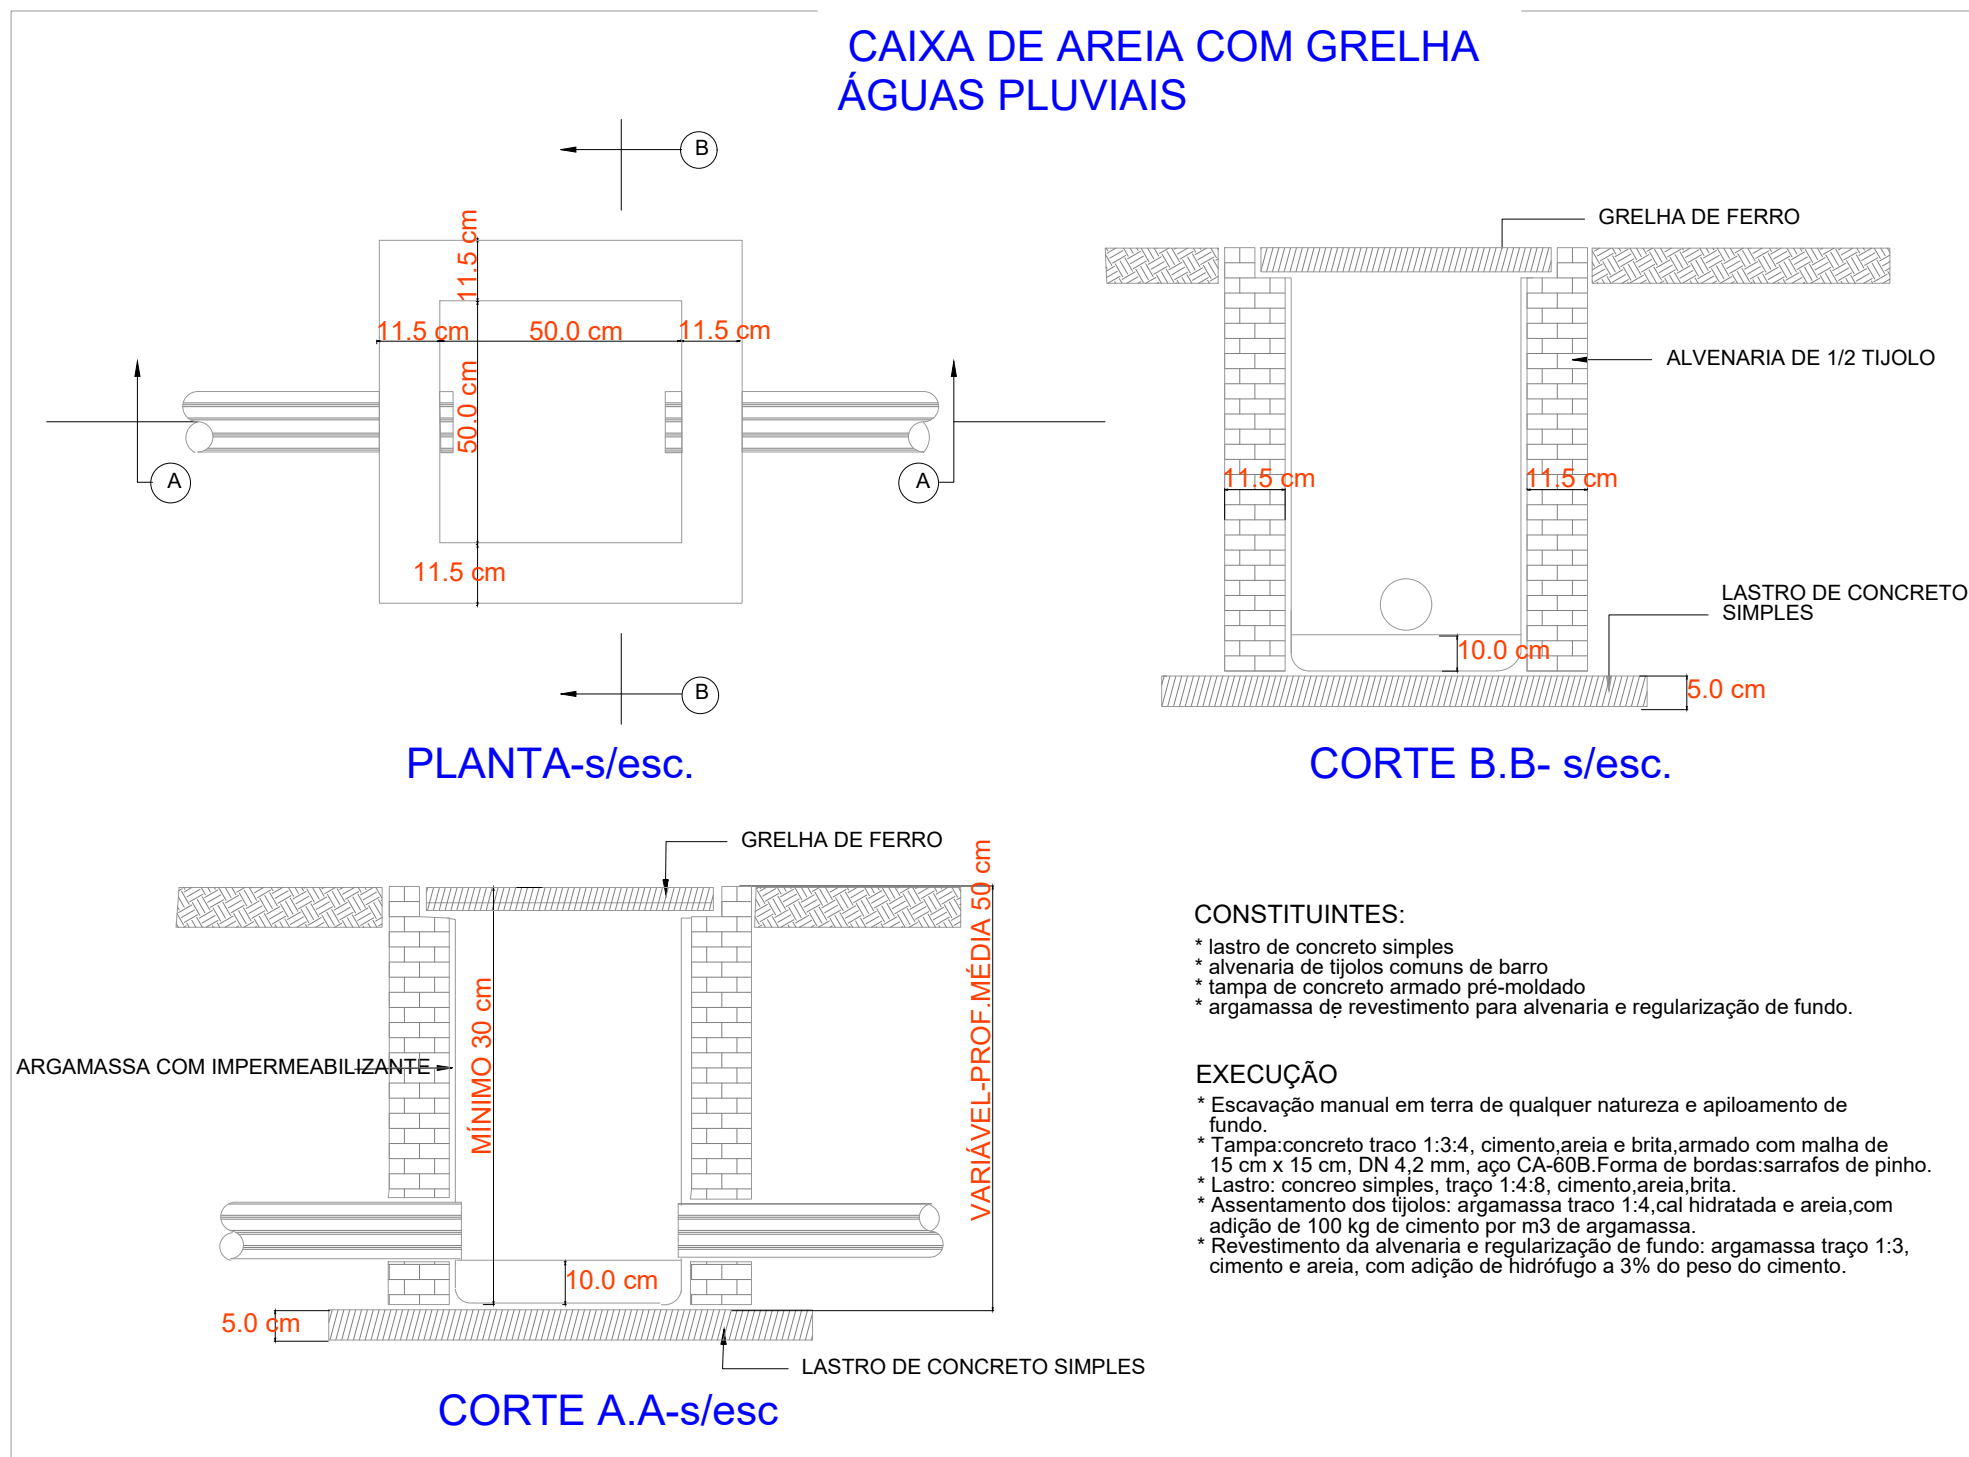 CAIXA DE AREIA COM GRELHA
ÁGUAS PLUVIAIS
B
11.5 cm
11.5 cm
50.0 cm
11.5 cm
50.0 cm
A
A
11.5 cm
B
PLANTA-s/esc.
GRELHA DE FERRO
ALVENARIA DE 1/2 TIJOLO
11.5 cm
11.5 cm
LASTRO DE CONCRETO
SIMPLES
10.0 cm
5.0 cm
CORTE B.B- s/esc.
GRELHA DE FERRO
ARGAMASSA COM IMPERMEABILIZANTE
MÍNIMO 30 cm
VARIÁVEL-PROF.MÉDIA 50 cm
10.0 cm
5.0 cm
LASTRO DE CONCRETO SIMPLES
CORTE A.A-s/esc
CONSTITUINTES:
* lastro de concreto simples
* alvenaria de tijolos comuns de barro
* tampa de concreto armado pré-moldado
* argamassa de revestimento para alvenaria e regularização de fundo.
EXECUÇÃO
* Escavação manual em terra de qualquer natureza e apiloamento de
fundo.
* Tampa:concreto traco 1:3:4, cimento,areia e brita,armado com malha de
15 cm x 15 cm, DN 4,2 mm, aço CA-60B.Forma de bordas:sarrafos de pinho.
* Lastro: concreo simples, traço 1:4:8, cimento,areia,brita.
* Assentamento dos tijolos: argamassa traco 1:4,cal hidratada e areia,com
adição de 100 kg de cimento por m3 de argamassa.
* Revestimento da alvenaria e regularização de fundo: argamassa traço 1:3,
cimento e areia, com adição de hidrófugo a 3% do peso do cimento.